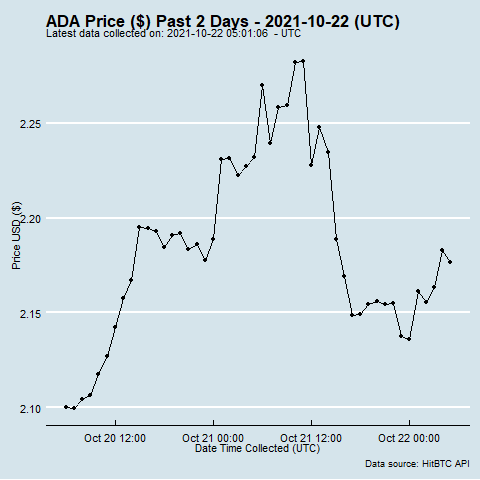 ADA Price ($) Past 2 Days - 2021-10-22 (UTC)
Latest data collected on: 2021-10-22 05:01:06  - UTC
Price USD ($)
2.25
2.20
2.15
2.10
Oct 20 12:00
Oct 21 00:00
Oct 21 12:00
Oct 22 00:00
Date Time Collected (UTC)
Data source: HitBTC API